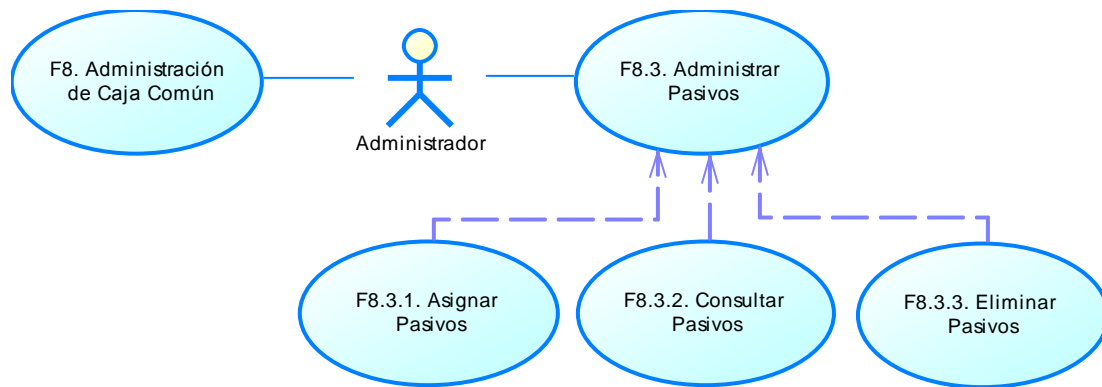 F8. Administración
de Caja Común
F8.3. Administrar
Pasivos
Administrador
F8.3.1. Asignar
Pasivos
F8.3.2. Consultar
Pasivos
F8.3.3. Eliminar
Pasivos